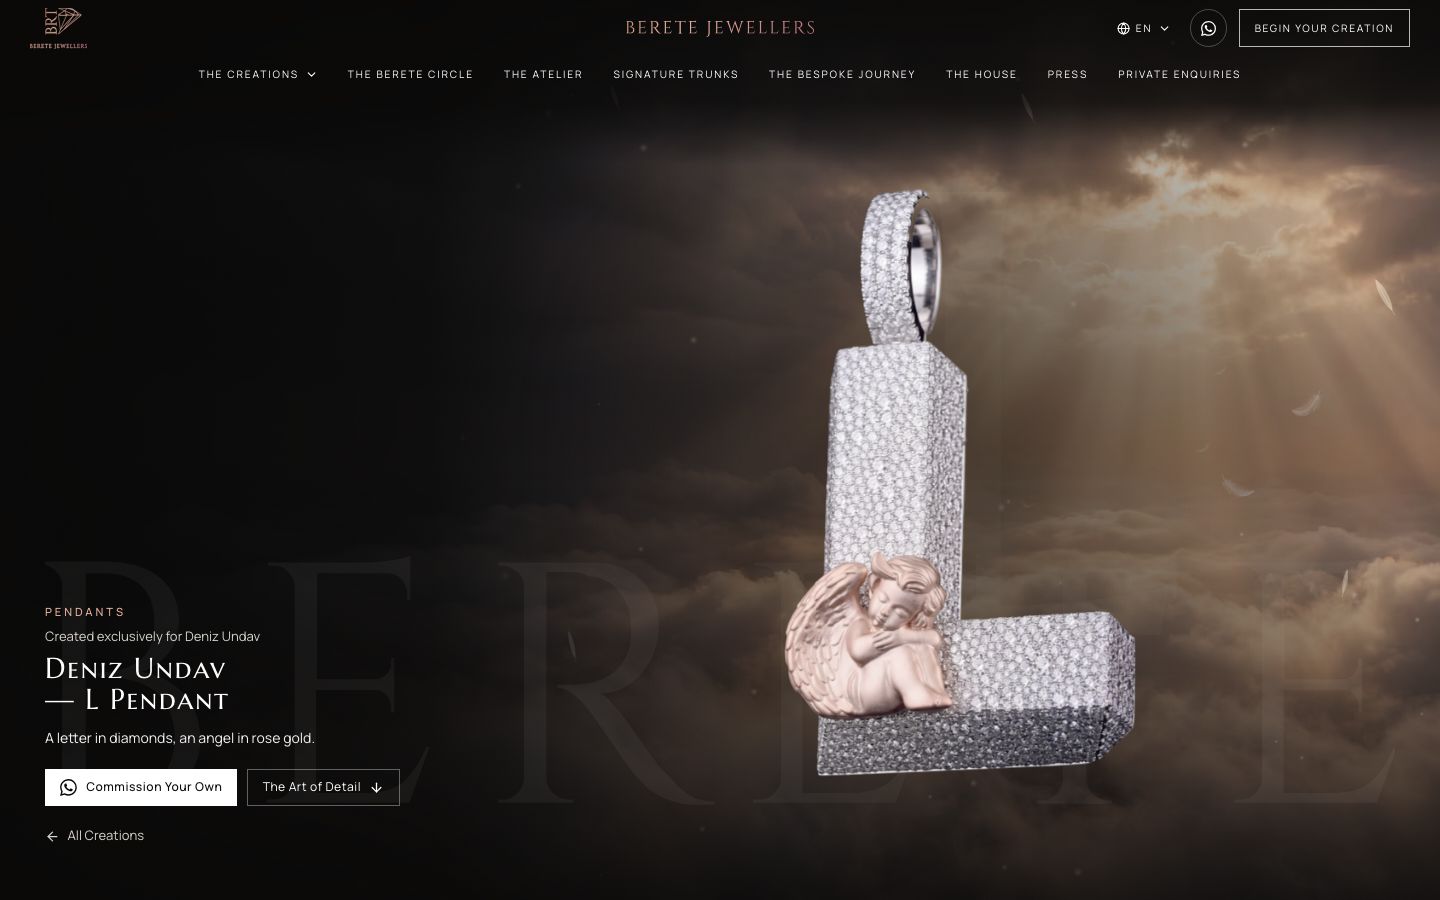 BRT
BERETE JEWELLERS
BERETE JEWELLERS
EN
BEGIN YOUR CREATION
THE CREATIONS
THE BERETE CIRCLE
THE ATELIER
SIGNATURE TRUNKS
THE BESPOKE JOURNEY
THE HOUSE
PRESS
PRIVATE ENQUIRIES
BERETE
PENDANTS
Created exclusively for Deniz Undav
Deniz Undav
— L Pendant
A letter in diamonds, an angel in rose gold.
Commission Your Own
The Art of Detail
All Creations